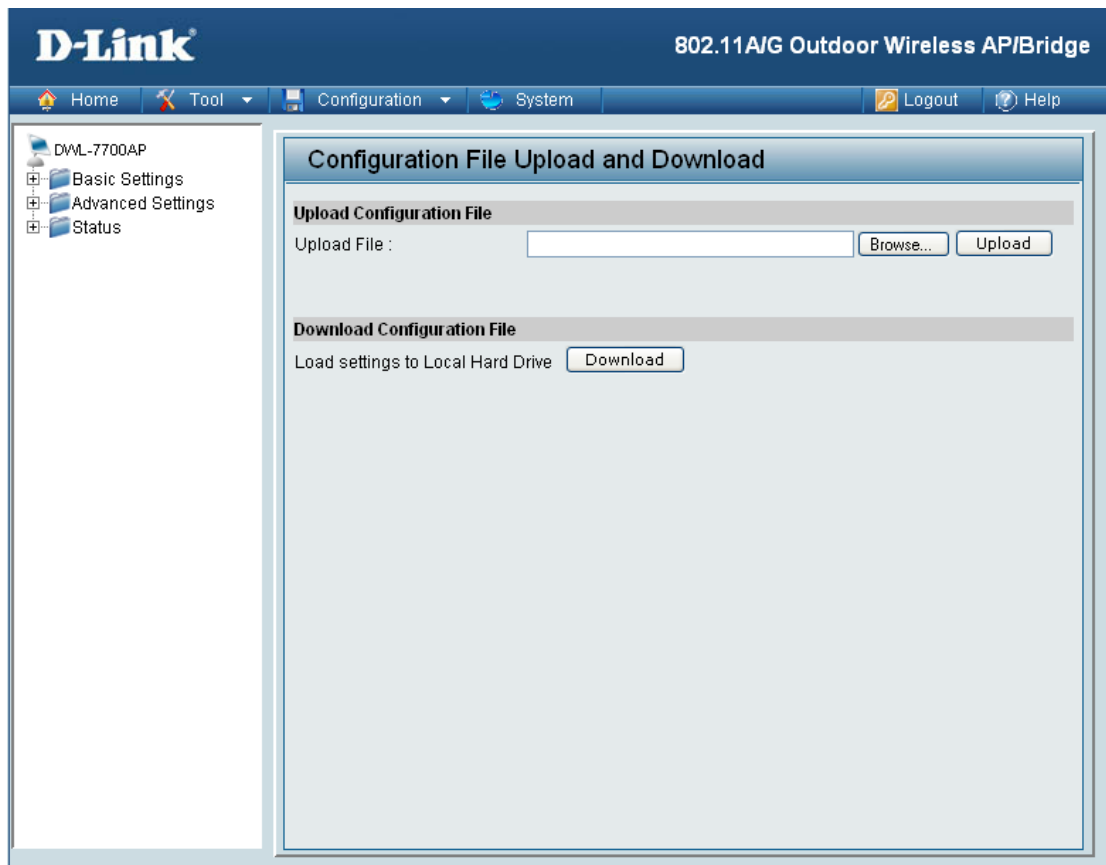 D-Link
802.11A/G Outdoor Wireless AP/Bridge
Home Tool Configuration System Logout Help
DWL-7700AP
Basic Settings
Advanced Settings
Status
Configuration File Upload and Download
Upload Configuration File
Upload File : Browse... Upload
Download Configuration File
Load settings to Local Hard Drive Download